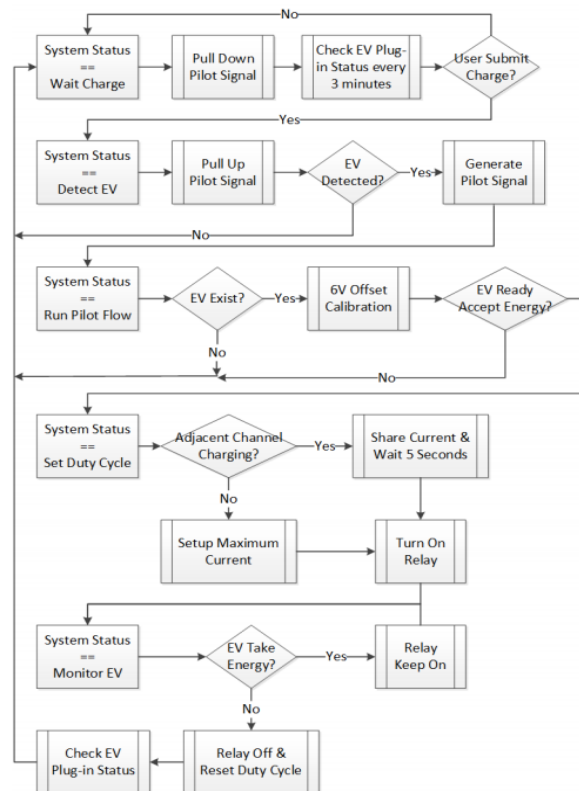 No
System Status
==
Wait Charge
Pull Down
Pilot Signal
Check EV Plug-
in Status every
3 minutes
User Submit
Charge?
Yes
System Status
==
Detect EV
Pull Up
Pilot Signal
EV
Detected?
Yes
Generate
Pilot Signal
No
System Status
==
Run Pilot Flow
EV Exist?
Yes
6V Offset
Calibration
EV Ready
Accept Energy?
No
No
System Status
==
Set Duty Cycle
Adjacent Channel
Charging?
Yes
Share Current &
Wait 5 Seconds
No
Setup Maximum
Current
Turn On
Relay
System Status
==
Monitor EV
EV Take
Energy?
Yes
Relay
Keep On
No
Check EV
Plug-in Status
Relay Off &
Reset Duty Cycle